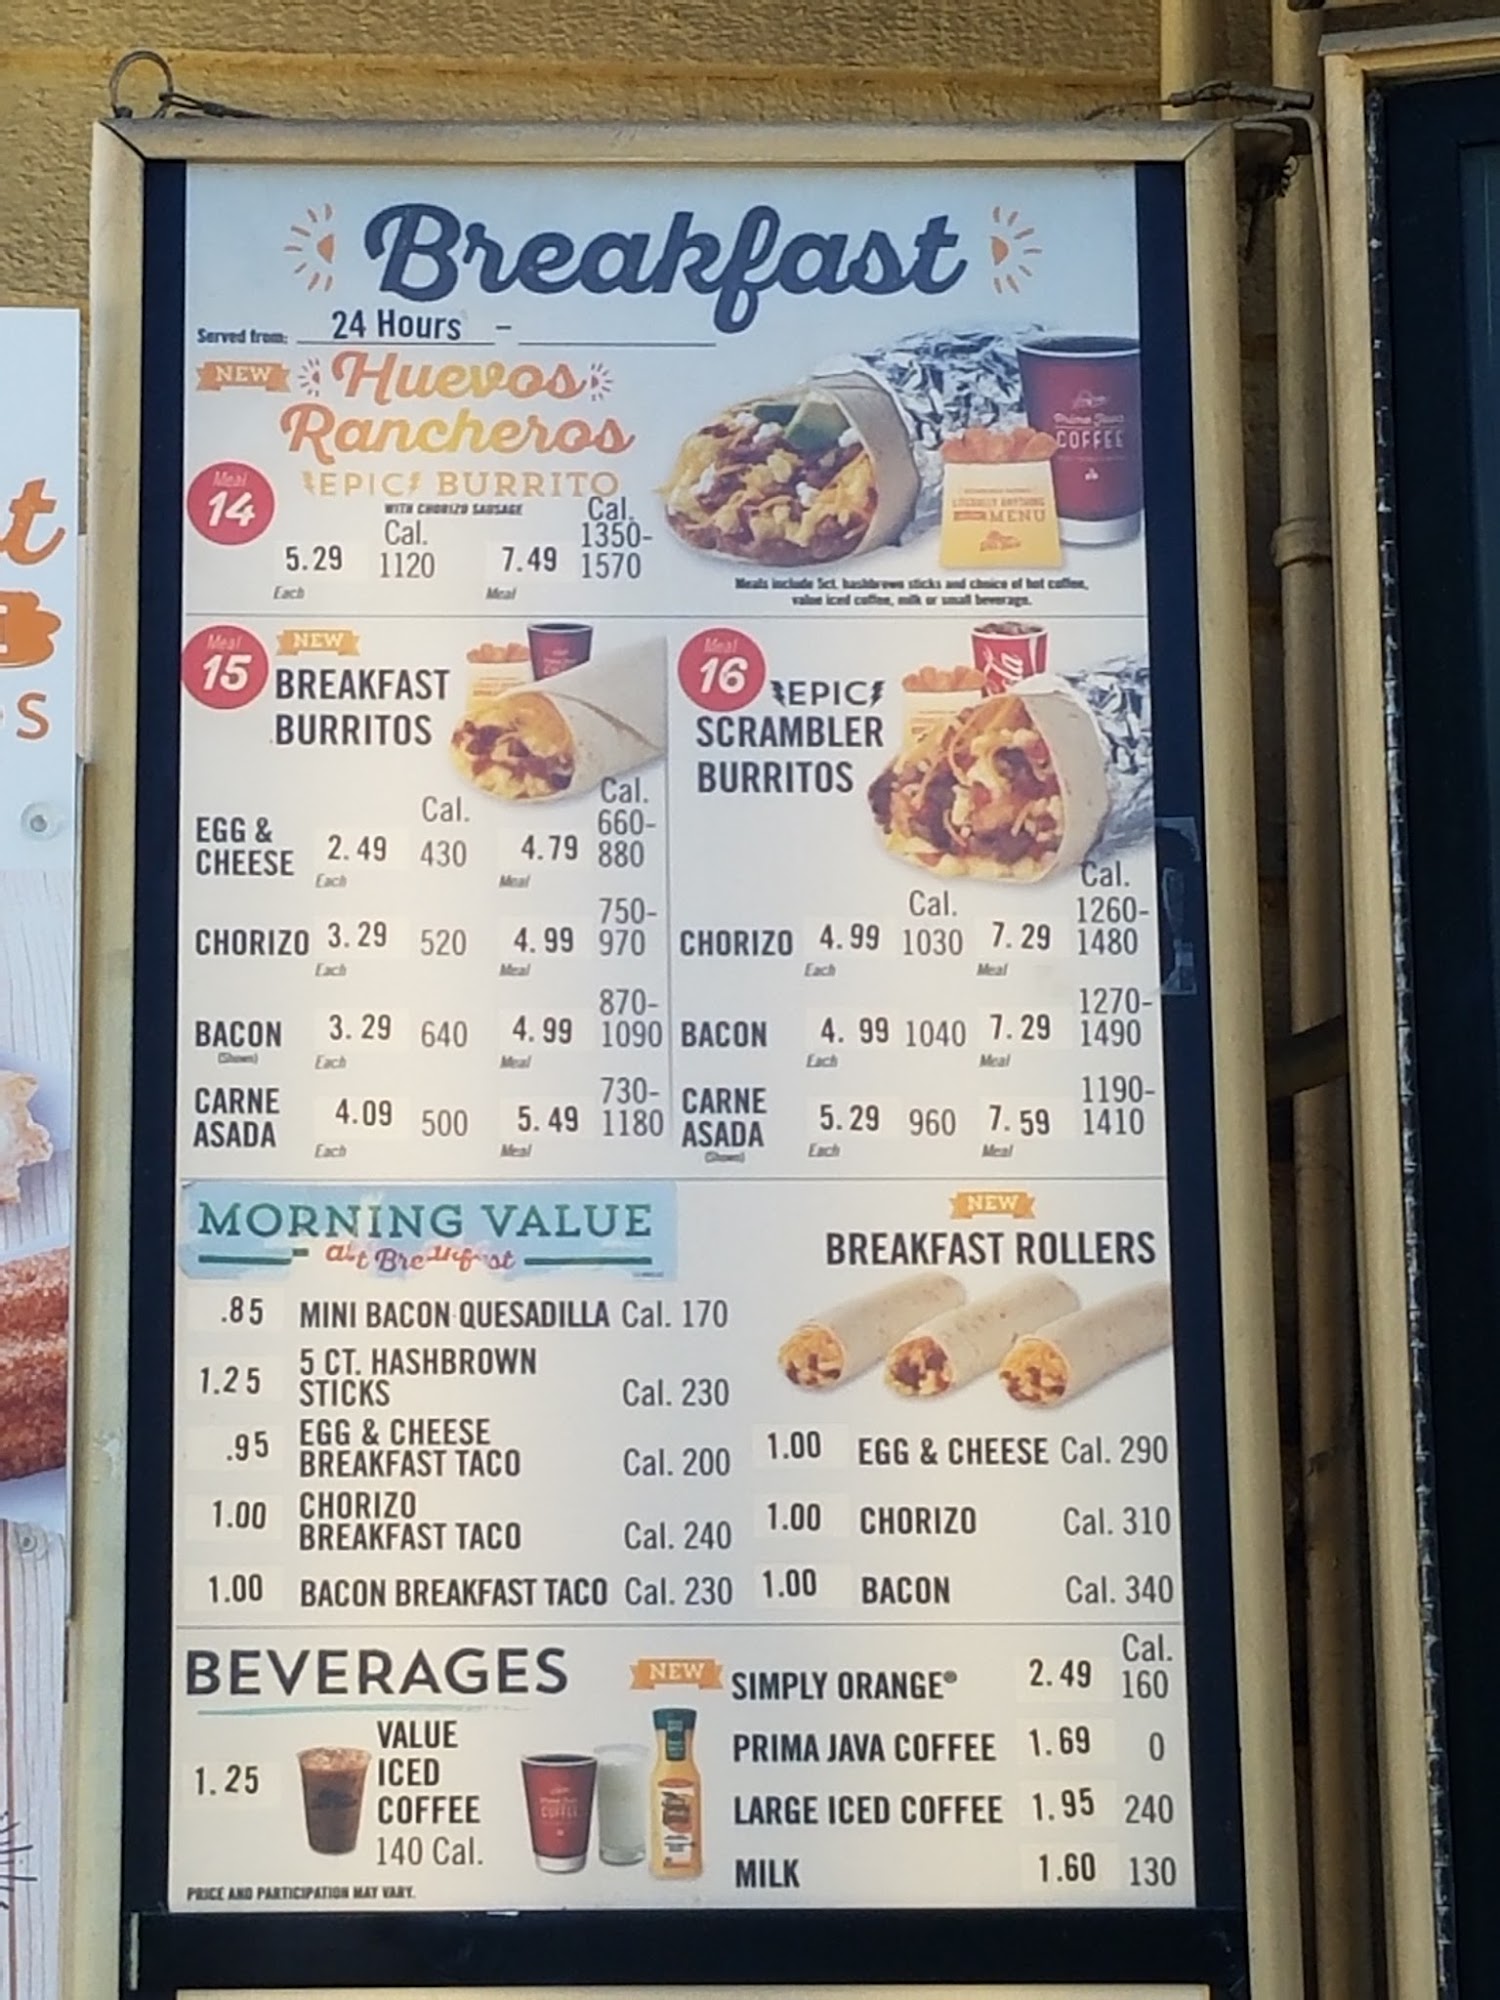 Breakfast
Served from: 24 Hours -
NEW Huevos
Rancheros
EPIC BURRITO
WITH CHORIZO SAUSAGE
Meal 14
5.29 Each Cal. 1120 7.49 Meal Cal. 1350-1570
Prima Java
COFFEE
MENU
Meals include 5ct. hashbrown sticks and choice of hot coffee,
value iced coffee, milk or small beverage.
Meal 15 NEW
BREAKFAST
BURRITOS
Cal. Cal.
EGG & CHEESE 2.49 Each 430 4.79 Meal 660-880
CHORIZO 3.29 Each 520 4.99 Meal 750-970
BACON (Shown) 3.29 Each 640 4.99 Meal 870-1090
CARNE ASADA 4.09 Each 500 5.49 Meal 730-1180
Meal 16
EPIC
SCRAMBLER
BURRITOS
Cal. Cal.
CHORIZO 4.99 Each 1030 7.29 Meal 1260-1480
BACON 4.99 Each 1040 7.29 Meal 1270-1490
CARNE ASADA (Shown) 5.29 Each 960 7.59 Meal 1190-1410
MORNING VALUE
at Breakfast
.85 MINI BACON QUESADILLA Cal. 170
1.25 5 CT. HASHBROWN STICKS Cal. 230
.95 EGG & CHEESE BREAKFAST TACO Cal. 200
1.00 CHORIZO BREAKFAST TACO Cal. 240
1.00 BACON BREAKFAST TACO Cal. 230
NEW
BREAKFAST ROLLERS
1.00 EGG & CHEESE Cal. 290
1.00 CHORIZO Cal. 310
1.00 BACON Cal. 340
BEVERAGES
1.25 VALUE
ICED
COFFEE
140 Cal.
NEW SIMPLY ORANGE® 2.49 Cal. 160
PRIMA JAVA COFFEE 1.69 0
LARGE ICED COFFEE 1.95 240
MILK 1.60 130
PRICE AND PARTICIPATION MAY VARY.